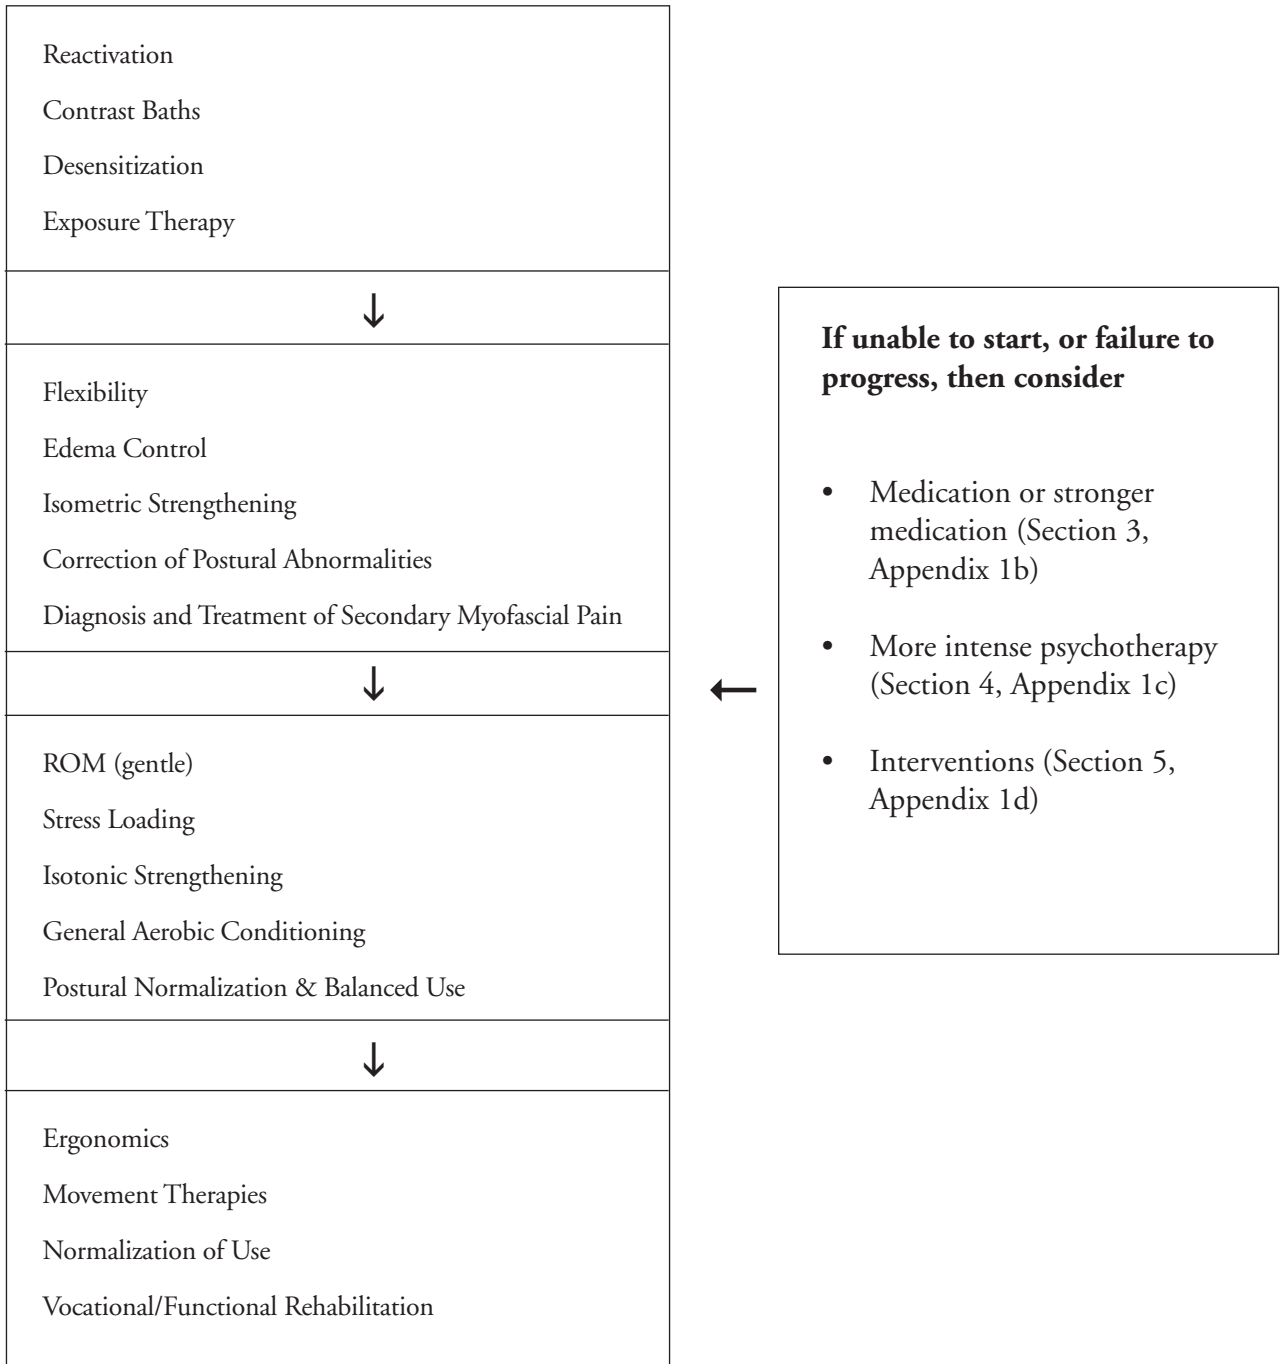 Reactivation
Contrast Baths
Desensitization
Exposure Therapy
↓
Flexibility
Edema Control
Isometric Strengthening
Correction of Postural Abnormalities
Diagnosis and Treatment of Secondary Myofascial Pain
↓
ROM (gentle)
Stress Loading
Isotonic Strengthening
General Aerobic Conditioning
Postural Normalization & Balanced Use
↓
Ergonomics
Movement Therapies
Normalization of Use
Vocational/Functional Rehabilitation
←
If unable to start, or failure to
progress, then consider
• Medication or stronger
medication (Section 3,
Appendix 1b)
• More intense psychotherapy
(Section 4, Appendix 1c)
• Interventions (Section 5,
Appendix 1d)